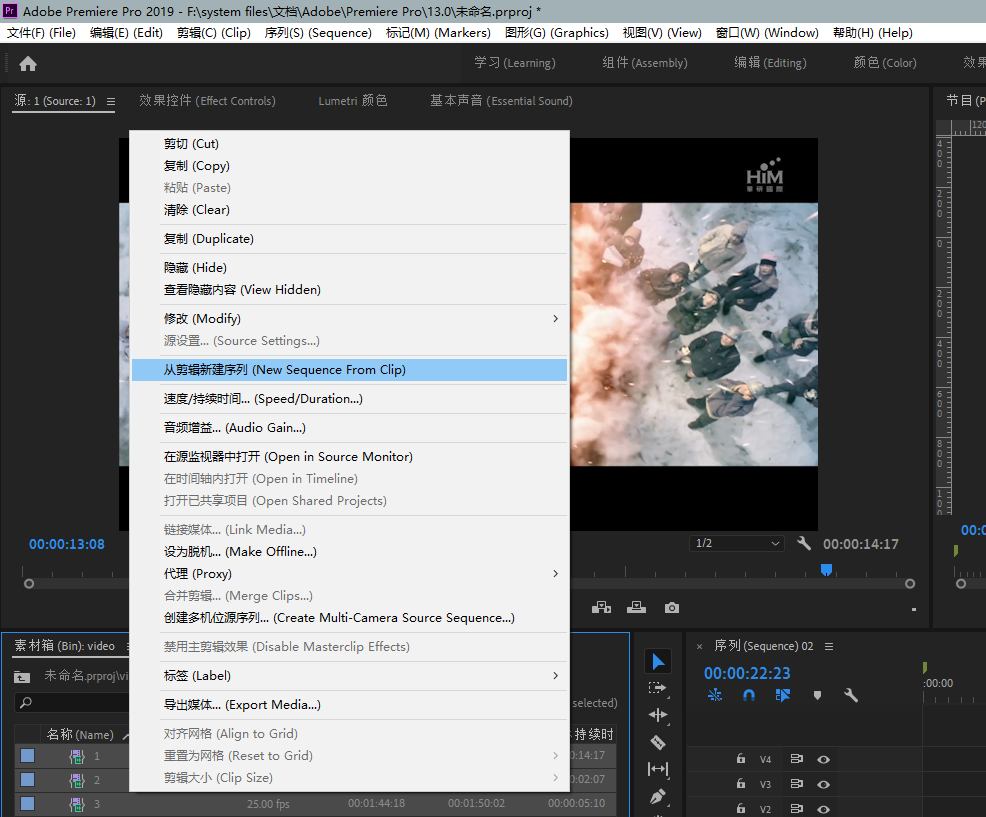 Pr Adobe Premiere Pro 2019 - F:\system files\文档\Adobe\Premiere Pro\13.0\未命名.prproj *
文件(F) (File) 编辑(E) (Edit) 剪辑(C) (Clip) 序列(S) (Sequence) 标记(M) (Markers) 图形(G) (Graphics) 视图(V) (View) 窗口(W) (Window) 帮助(H) (Help)
学习 (Learning) 组件 (Assembly) 编辑 (Editing) 颜色 (Color) 效果
源: 1 (Source: 1) 效果控件 (Effect Controls) Lumetri 颜色 基本声音 (Essential Sound) 节目 (P
HIM
華研國際
剪切 (Cut)
复制 (Copy)
粘贴 (Paste)
清除 (Clear)
复制 (Duplicate)
隐藏 (Hide)
查看隐藏内容 (View Hidden)
修改 (Modify)
源设置... (Source Settings...)
从剪辑新建序列 (New Sequence From Clip)
速度/持续时间... (Speed/Duration...)
音频增益... (Audio Gain...)
在源监视器中打开 (Open in Source Monitor)
在时间轴内打开 (Open in Timeline)
打开已共享项目 (Open Shared Projects)
链接媒体... (Link Media...)
设为脱机... (Make Offline...)
代理 (Proxy)
合并剪辑... (Merge Clips...)
创建多机位源序列... (Create Multi-Camera Source Sequence...)
禁用主剪辑效果 (Disable Masterclip Effects)
标签 (Label)
导出媒体... (Export Media...)
对齐网格 (Align to Grid)
重置为网格 (Reset to Grid)
剪辑大小 (Clip Size)
120
400
200
0
200
400
600
800
00:00:13:08 1/2 00:00:14:17 00:0
素材箱 (Bin): video
未命名.prproj\vi
selected)
名称 (Name) 持续时
1 0:14:17
2 0:02:07
3 25.00 fps 00:01:44:18 00:01:50:02 00:00:05:10
× 序列 (Sequence) 02
00:00:22:23
:00:00
V4
V3
V2